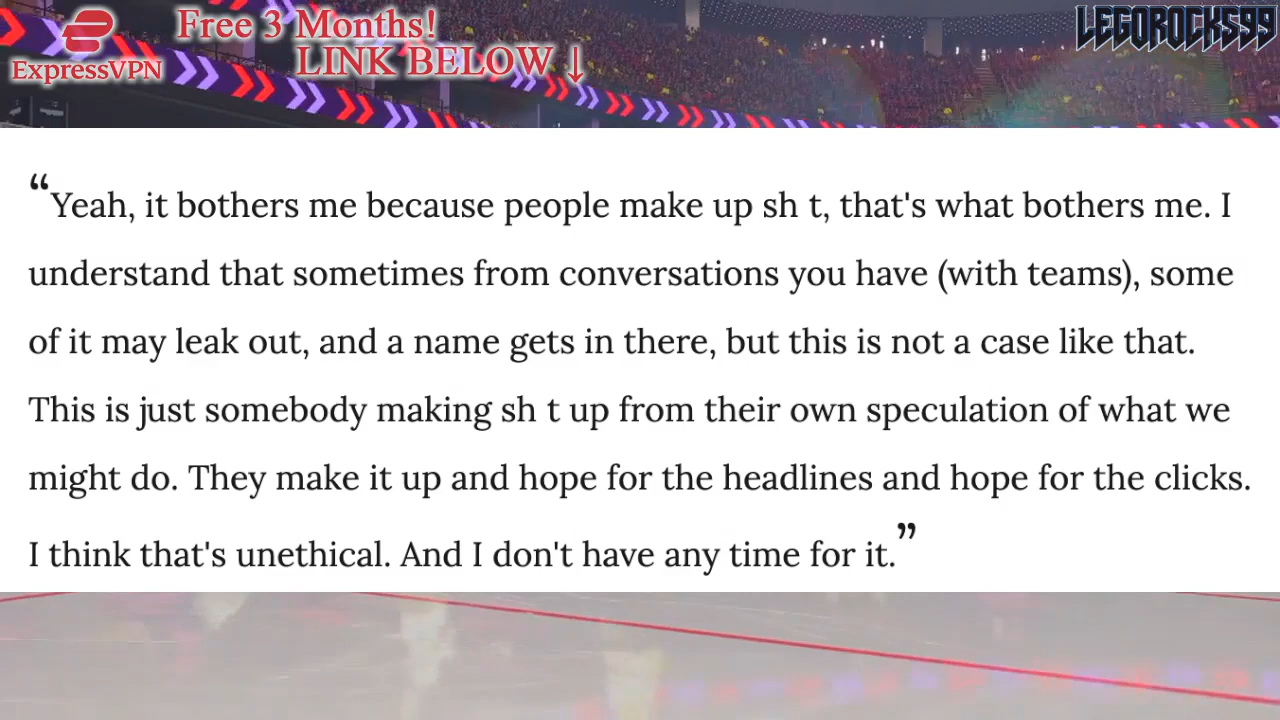 Free 3 Months!
LINK BELOW ↓
ExpressVPN
LEGOROCKS99
“Yeah, it bothers me because people make up sh t, that's what bothers me. I
understand that sometimes from conversations you have (with teams), some
of it may leak out, and a name gets in there, but this is not a case like that.
This is just somebody making sh t up from their own speculation of what we
might do. They make it up and hope for the headlines and hope for the clicks.
I think that's unethical. And I don't have any time for it.”